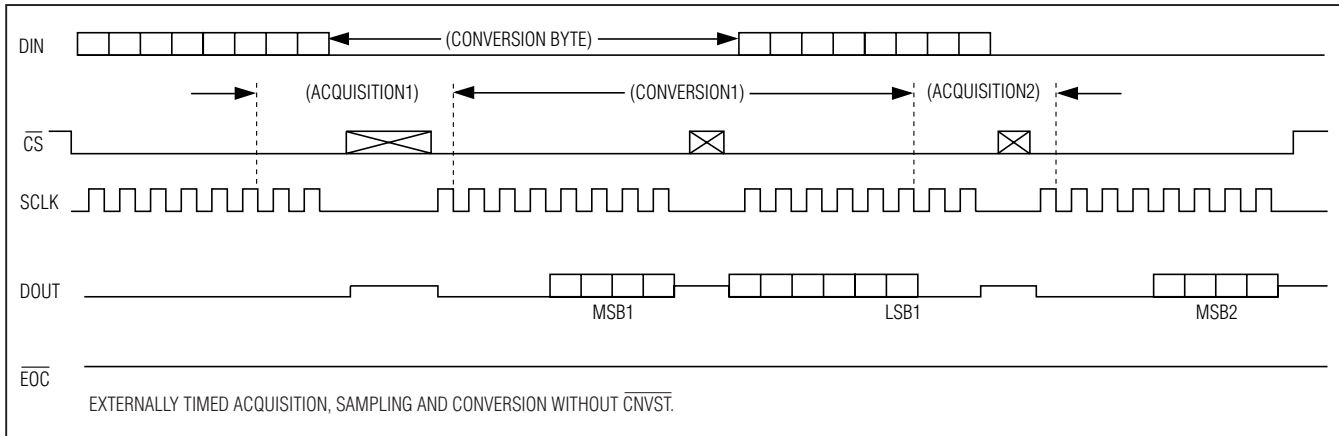 DIN
(CONVERSION BYTE)
(ACQUISITION1)
(CONVERSION1)
(ACQUISITION2)
CS
SCLK
DOUT
MSB1
LSB1
MSB2
EOC
EXTERNALLY TIMED ACQUISITION, SAMPLING AND CONVERSION WITHOUT CNVST.